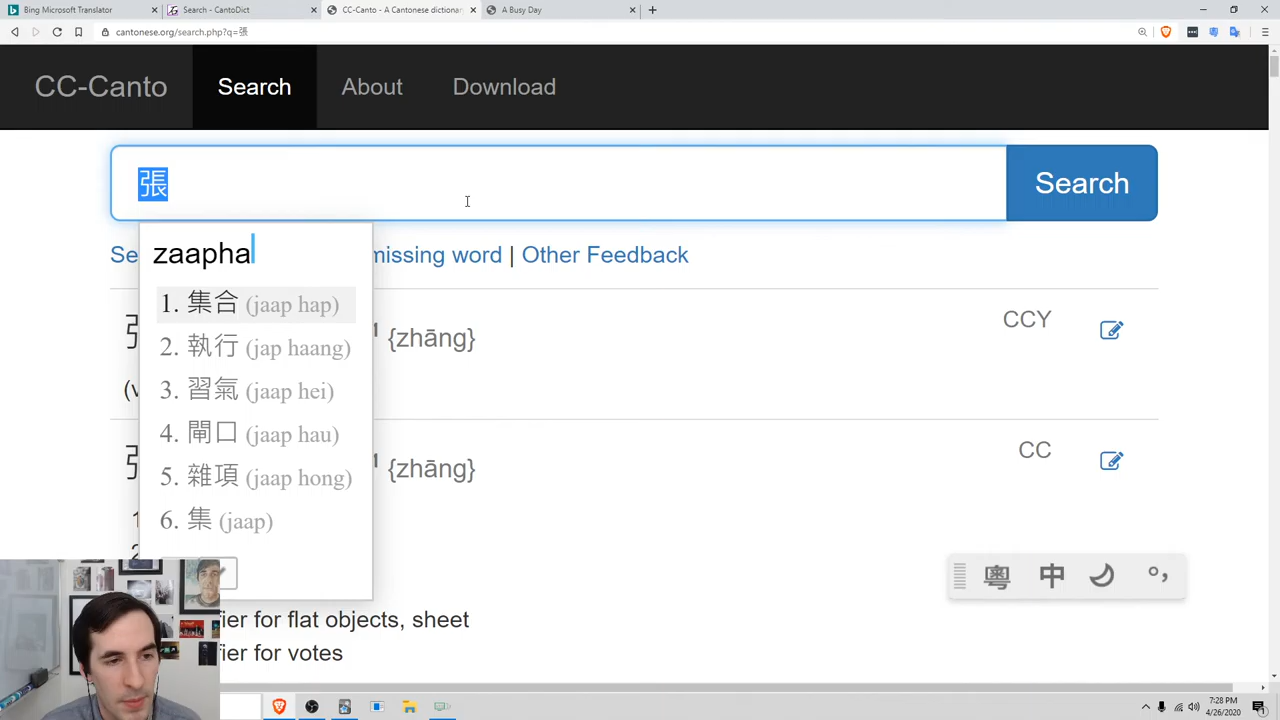 Bing Microsoft Translator
Search - CantoDict
CC-Canto - A Cantonese dictionar
A Busy Day
cantonese.org/search.php?q=張
CC-Canto
Search
About
Download
張
Search
zaapha
Se
missing word | Other Feedback
1. 集合 (jaap hap)
2. 執行 (jap haang)
3. 習氣 (jaap hei)
4. 閘口 (jaap hau)
5. 雜項 (jaap hong)
6. 集 (jaap)
{zhāng}
CCY
{zhāng}
CC
粵 中
fier for flat objects, sheet
fier for votes
7:28 PM
4/26/2020